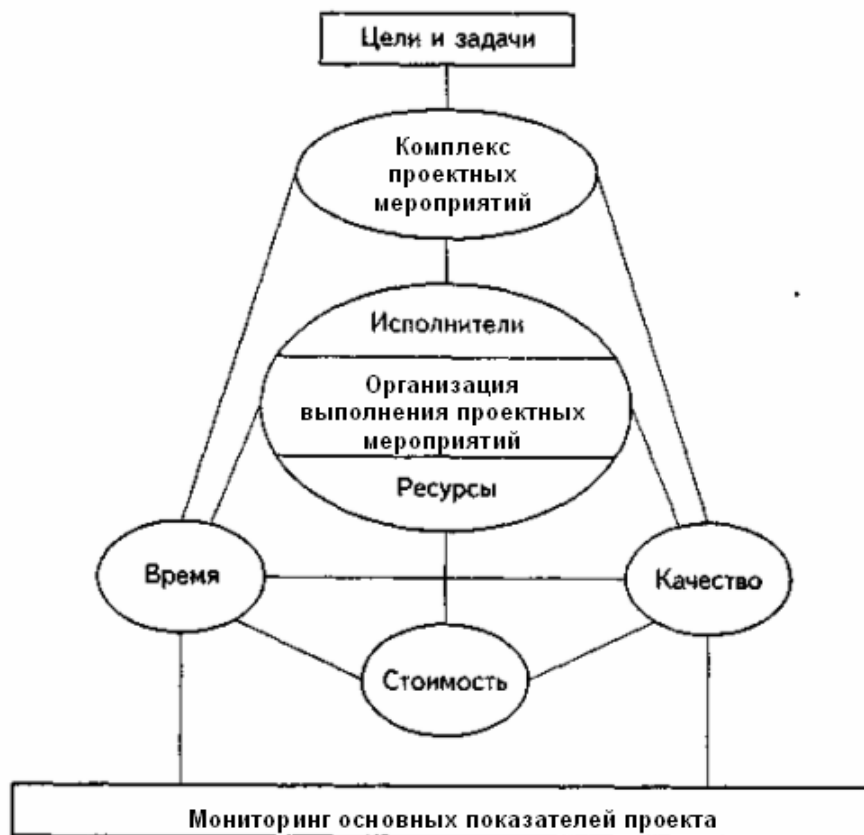 Цели и задачи
Комплекс
проектных
мероприятий
Исполнители
Организация
выполнения проектных
мероприятий
Ресурсы
Время
Качество
Стоимость
Мониторинг основных показателей проекта